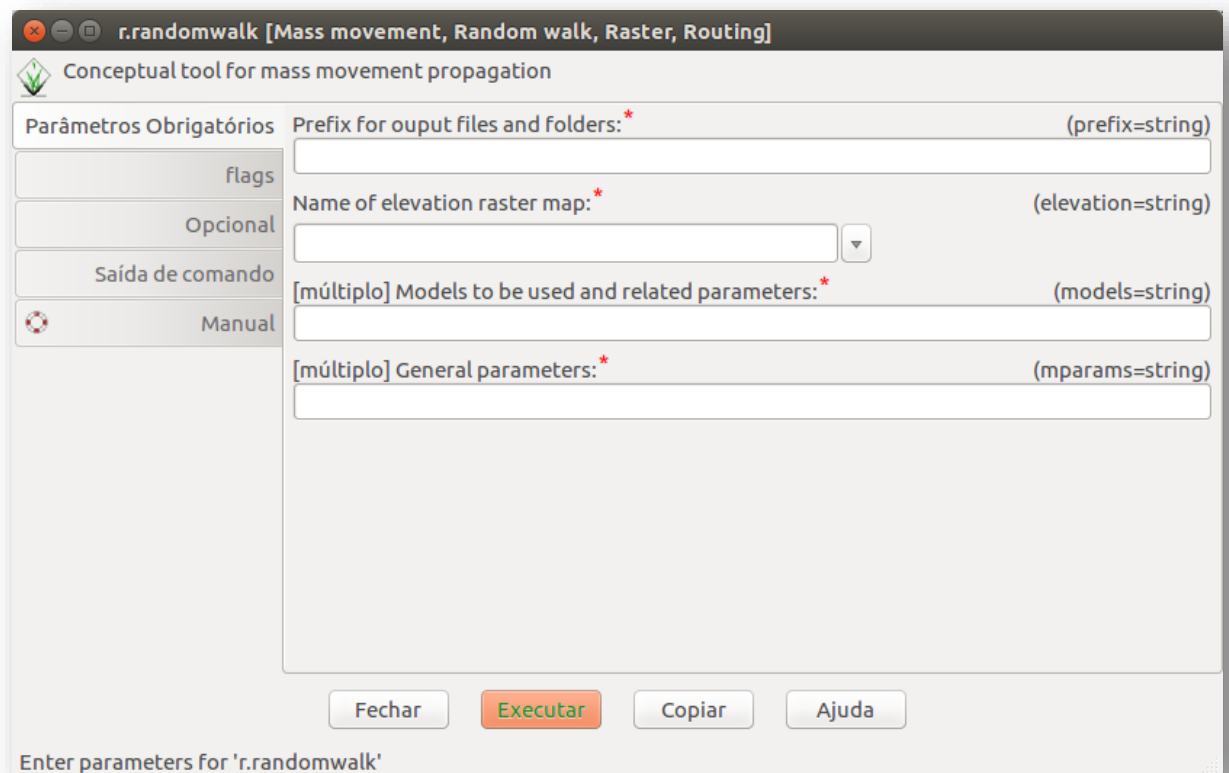 r.randomwalk [Mass movement, Random walk, Raster, Routing]
Conceptual tool for mass movement propagation
Parâmetros Obrigatórios
flags
Opcional
Saída de comando
Manual
Prefix for ouput files and folders:* (prefix=string)
Name of elevation raster map:* (elevation=string)
[múltiplo] Models to be used and related parameters:* (models=string)
[múltiplo] General parameters:* (mparams=string)
Fechar Executar Copiar Ajuda
Enter parameters for 'r.randomwalk'